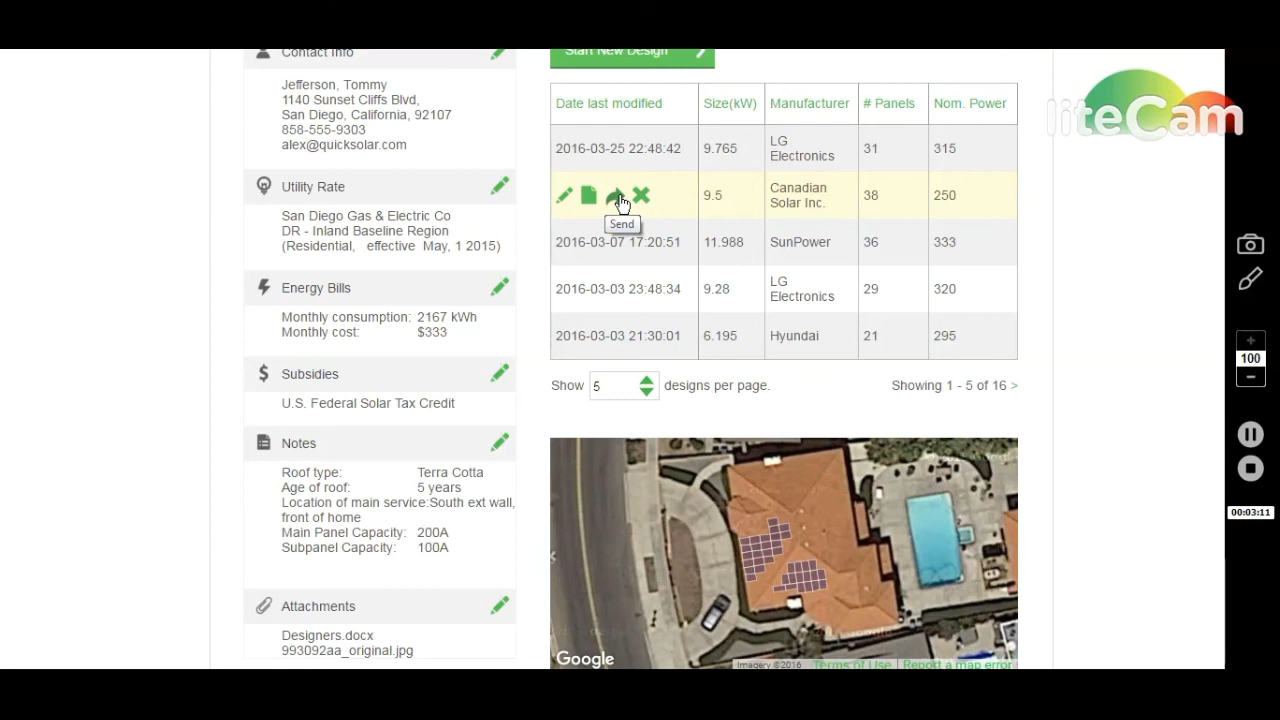 Contact Info
Jefferson, Tommy
1140 Sunset Cliffs Blvd,
San Diego, California, 92107
858-555-9303
alex@quicksolar.com
Utility Rate
San Diego Gas & Electric Co
DR - Inland Baseline Region
(Residential, effective May, 1 2015)
Energy Bills
Monthly consumption: 2167 kWh
Monthly cost: $333
Subsidies
U.S. Federal Solar Tax Credit
Notes
Roof type: Terra Cotta
Age of roof: 5 years
Location of main service:South ext wall,
front of home
Main Panel Capacity: 200A
Subpanel Capacity: 100A
Attachments
Designers.docx
993092aa_original.jpg
Start New Design
Date last modified Size(kW) Manufacturer # Panels Nom. Power
2016-03-25 22:48:42 9.765 LG Electronics 31 315
9.5 Canadian Solar Inc. 38 250
Send
2016-03-07 17:20:51 11.988 SunPower 36 333
2016-03-03 23:48:34 9.28 LG Electronics 29 320
2016-03-03 21:30:01 6.195 Hyundai 21 295
Show 5 designs per page. Showing 1 - 5 of 16 >
Google
Imagery ©2016 Terms of Use Report a map error
liteCam
100
00:03:11